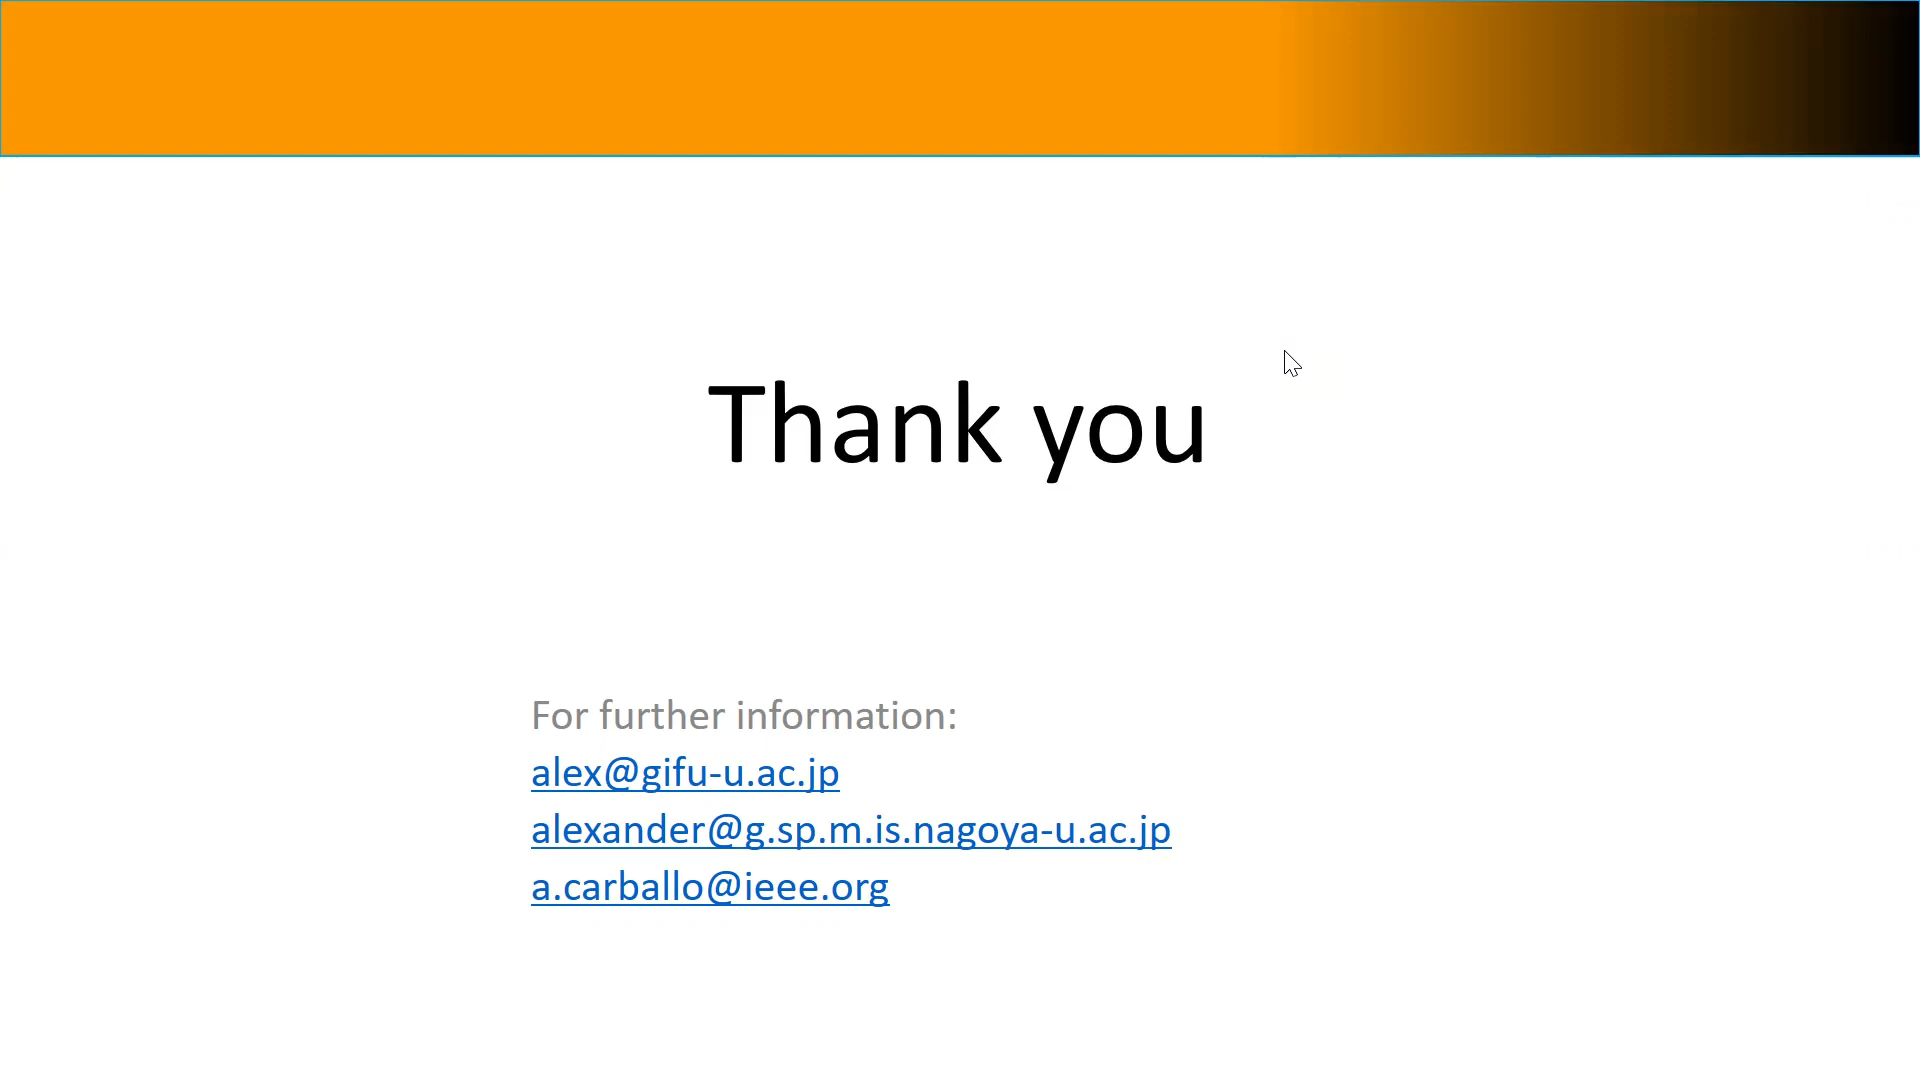 Thank you
For further information:
alex@gifu-u.ac.jp
alexander@g.sp.m.is.nagoya-u.ac.jp
a.carballo@ieee.org